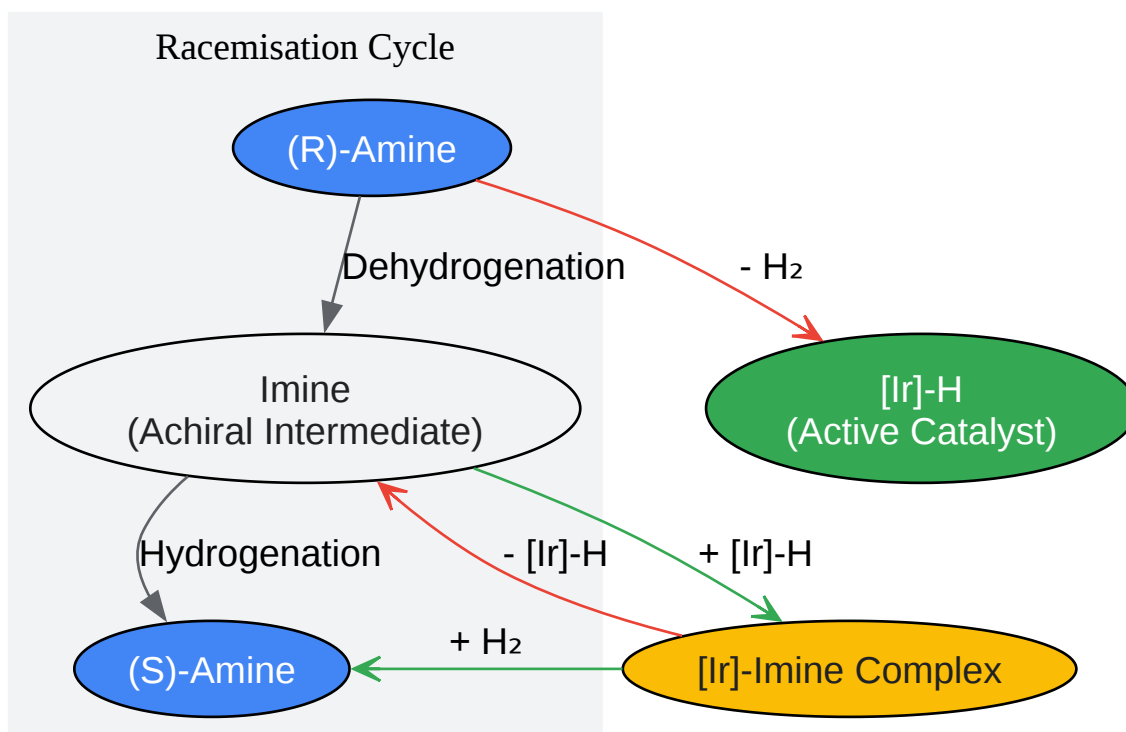 Racemisation Cycle
(R)-Amine
Dehydrogenation
- H₂
Imine
(Achiral Intermediate)
[Ir]-H
(Active Catalyst)
Hydrogenation
- [Ir]-H
+ [Ir]-H
+ H₂
(S)-Amine
[Ir]-Imine Complex